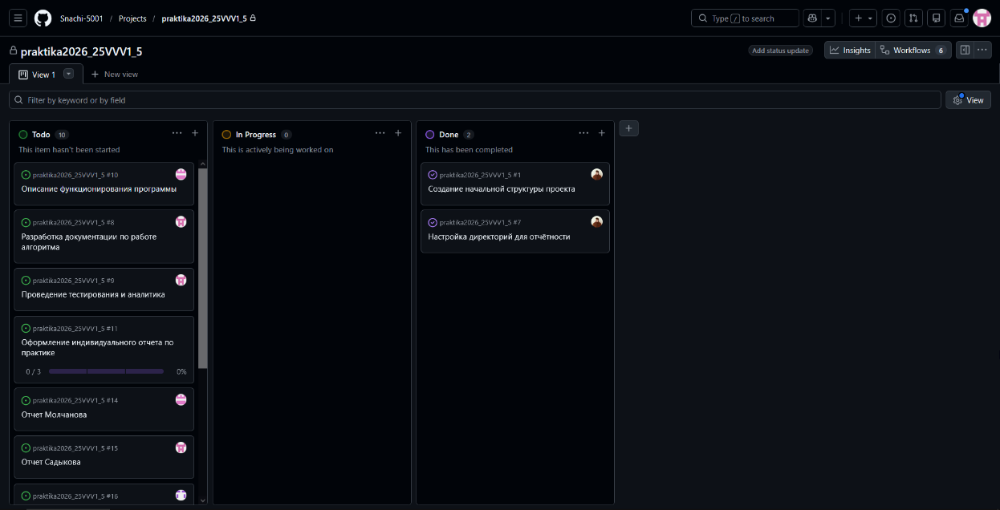 Snachi-5001 / Projects / praktika2026_25VVV1_5
Type / to search
praktika2026_25VVV1_5
Add status update
Insights
Workflows 6
View 1
New view
Filter by keyword or by field
View
Todo 10
This item hasn't been started
praktika2026_25VVV1_5 #10
Описание функционирования программы
praktika2026_25VVV1_5 #8
Разработка документации по работе
алгоритма
praktika2026_25VVV1_5 #9
Проведение тестирования и аналитика
praktika2026_25VVV1_5 #11
Оформление индивидуального отчета по
практике
0 / 3
0%
praktika2026_25VVV1_5 #14
Отчет Молчанова
praktika2026_25VVV1_5 #15
Отчет Садыкова
praktika2026_25VVV1_5 #16
In Progress 0
This is actively being worked on
Done 2
This has been completed
praktika2026_25VVV1_5 #1
Создание начальной структуры проекта
praktika2026_25VVV1_5 #7
Настройка директорий для отчётности